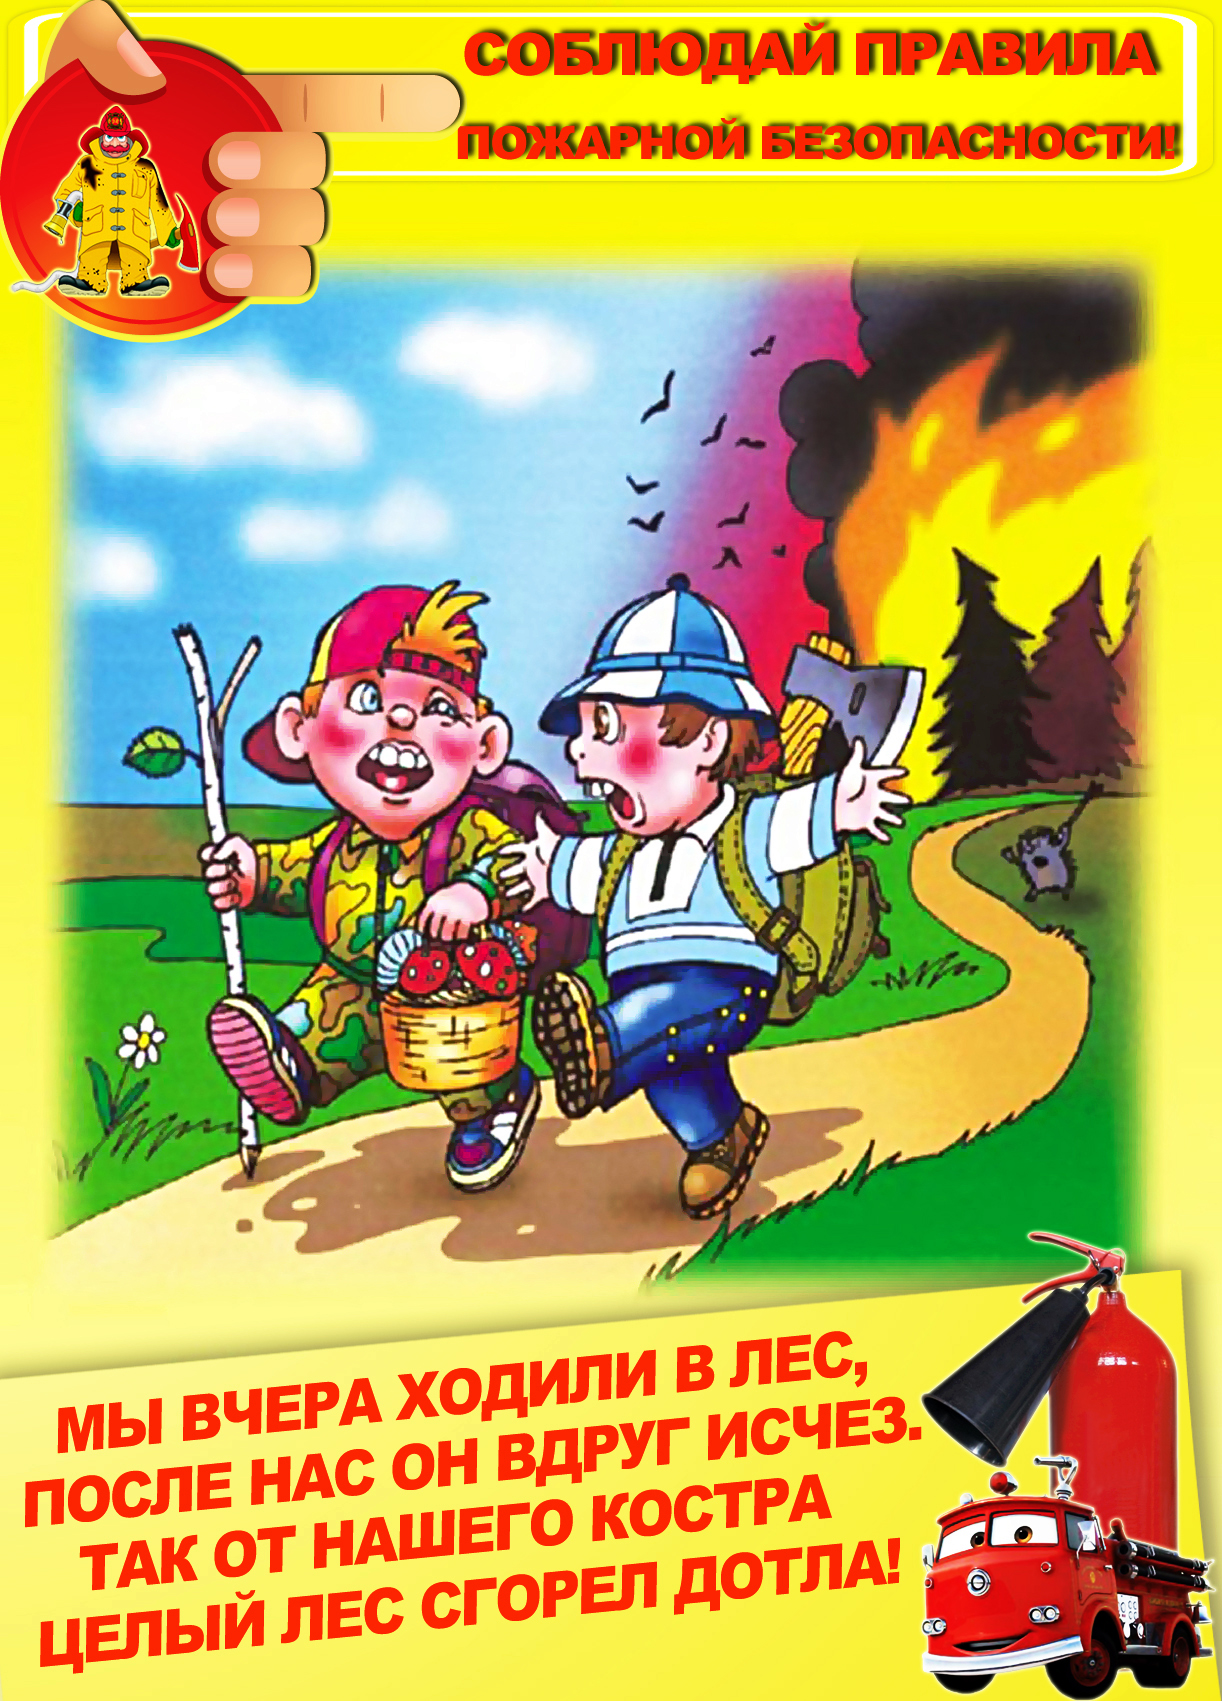 СОБЛЮДАЙ ПРАВИЛА
ПОЖАРНОЙ БЕЗОПАСНОСТИ!
МЫ ВЧЕРА ХОДИЛИ В ЛЕС,
ПОСЛЕ НАС ОН ВДРУГ ИСЧЕЗ.
ТАК ОТ НАШЕГО КОСТРА
ЦЕЛЫЙ ЛЕС СГОРЕЛ ДОТЛА!